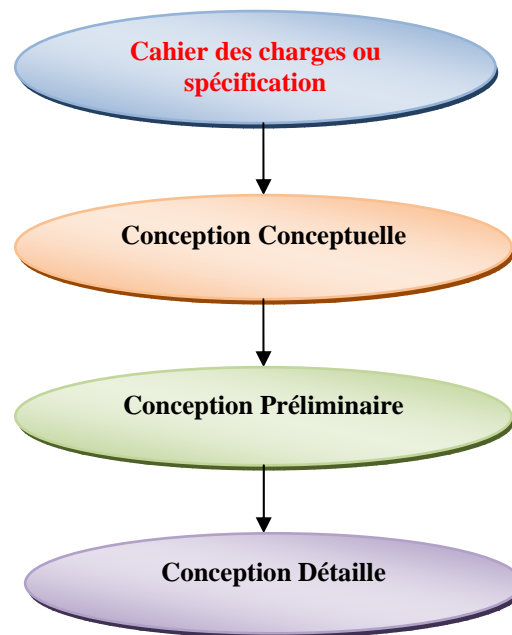 Cahier des charges ou
spécification
Conception Conceptuelle
Conception Préliminaire
Conception Détaille